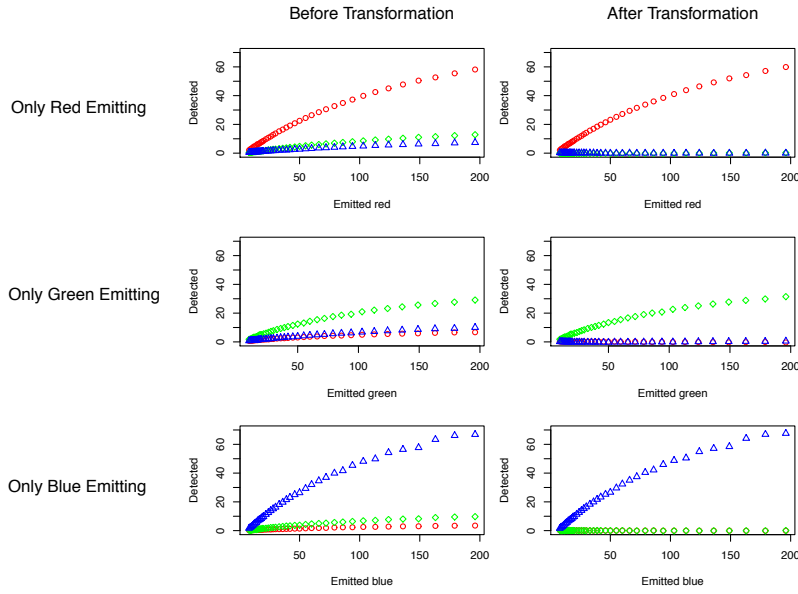 Before Transformation
After Transformation
Only Red Emitting
Detected
0
20
40
60
50
100
150
200
Emitted red
Detected
0
20
40
60
50
100
150
200
Emitted red
Only Green Emitting
Detected
0
20
40
60
50
100
150
200
Emitted green
Detected
0
20
40
60
50
100
150
200
Emitted green
Only Blue Emitting
Detected
0
20
40
60
50
100
150
200
Emitted blue
Detected
0
20
40
60
50
100
150
200
Emitted blue